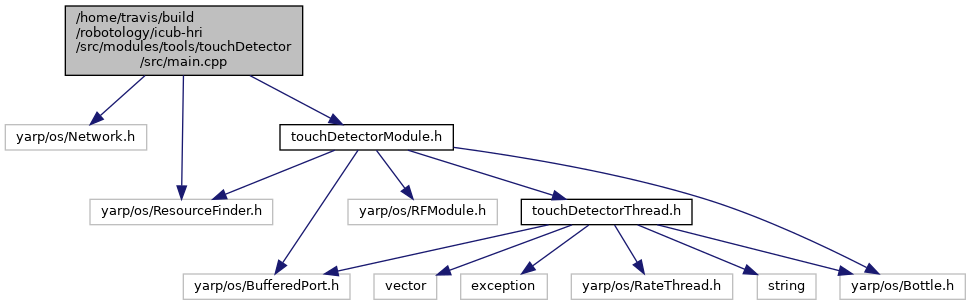 /home/travis/build
/robotology/icub-hri
/src/modules/tools/touchDetector
/src/main.cpp
yarp/os/Network.h
touchDetectorModule.h
yarp/os/ResourceFinder.h
yarp/os/RFModule.h
touchDetectorThread.h
yarp/os/BufferedPort.h
vector
exception
yarp/os/RateThread.h
string
yarp/os/Bottle.h